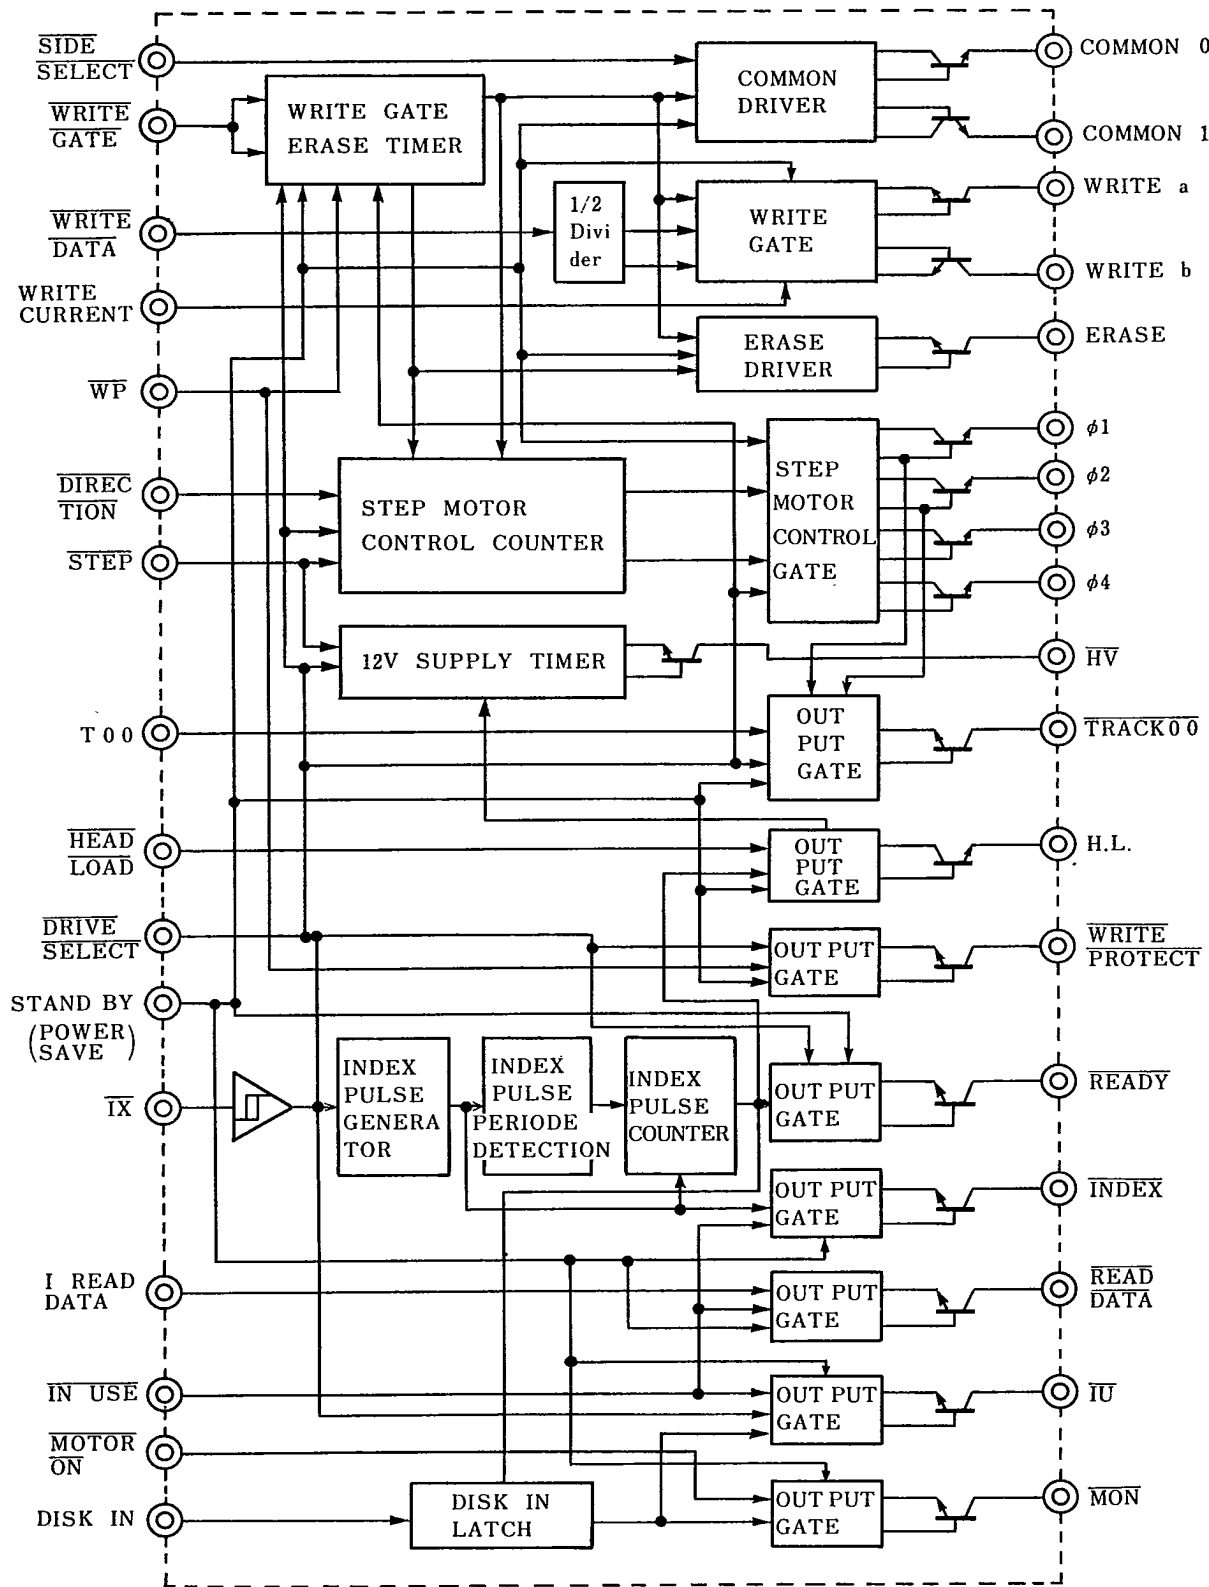 SIDE
SELECT
WRITE
GATE
WRITE
DATA
WRITE
CURRENT
WP
DIREC
TION
STEP
T00
HEAD
LOAD
DRIVE
SELECT
STAND BY
(POWER
SAVE)
IX
I READ
DATA
IN USE
MOTOR
ON
DISK IN
WRITE GATE
ERASE TIMER
1/2
Divi
der
COMMON
DRIVER
WRITE
GATE
ERASE
DRIVER
STEP MOTOR
CONTROL COUNTER
STEP
MOTOR
CONTROL
GATE
12V SUPPLY TIMER
OUT
PUT
GATE
OUT
PUT
GATE
OUT PUT
GATE
INDEX
PULSE
GENERA
TOR
INDEX
PULSE
PERIODE
DETECTION
INDEX
PULSE
COUNTER
OUT PUT
GATE
OUT PUT
GATE
OUT PUT
GATE
OUT PUT
GATE
DISK IN
LATCH
OUT PUT
GATE
COMMON 0
COMMON 1
WRITE a
WRITE b
ERASE
φ1
φ2
φ3
φ4
HV
TRACK00
H.L.
WRITE
PROTECT
READY
INDEX
READ
DATA
IU
MON